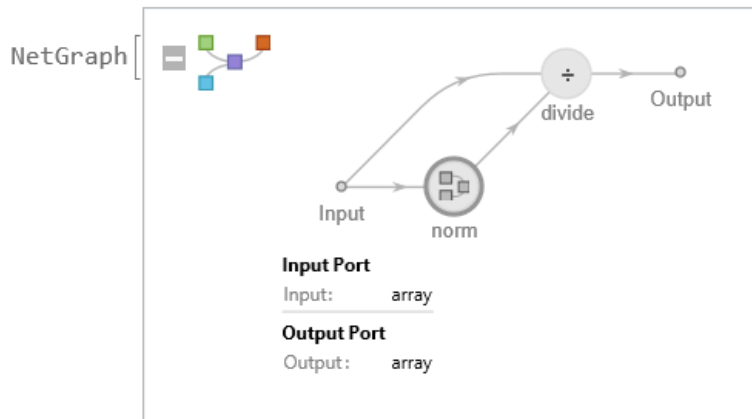 NetGraph[
÷
divide
Output
Input
norm
Input Port
Input: array
Output Port
Output: array